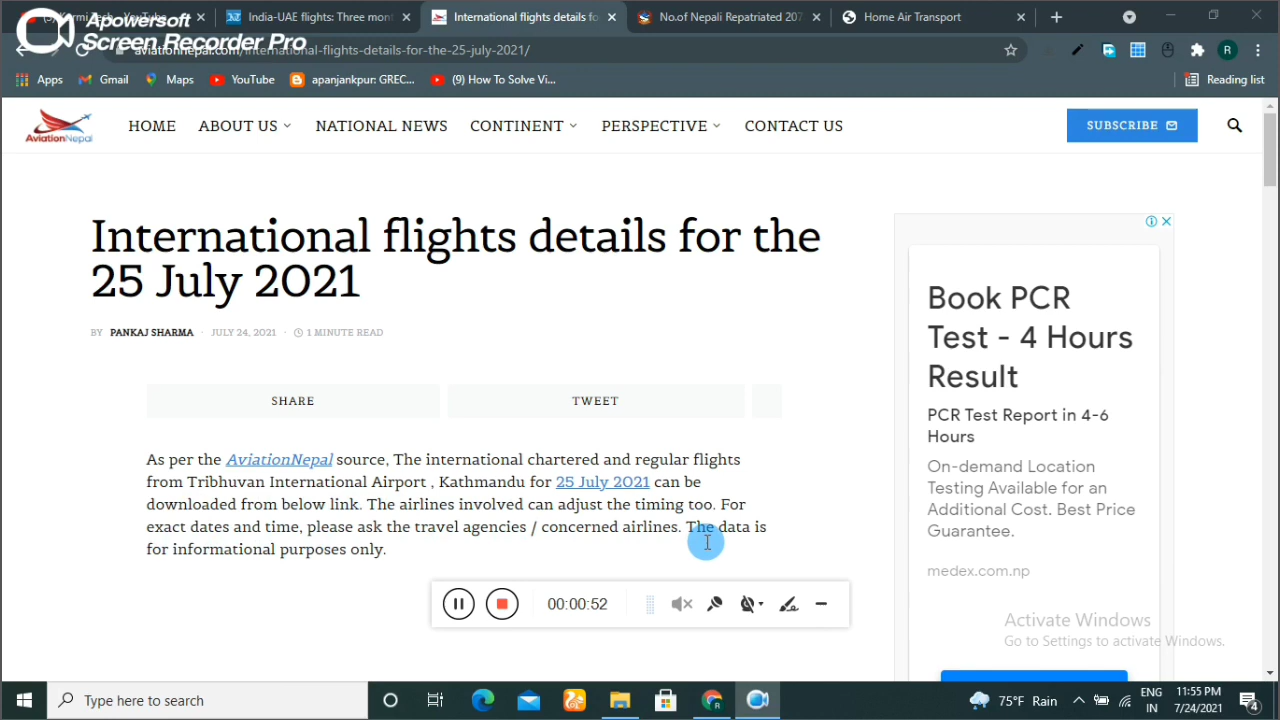 YouTube
India-UAE flights: Three mont
International flights details fo
No.of Nepali Repatriated 207
Home Air Transport
Apowersoft
Screen Recorder Pro
aviationnepal.com/international-flights-details-for-the-25-july-2021/
R
Apps
Gmail
Maps
YouTube
apanjankpur: GREC...
(9) How To Solve Vi...
Reading list
AviationNepal
HOME
ABOUT US
NATIONAL NEWS
CONTINENT
PERSPECTIVE
CONTACT US
SUBSCRIBE
International flights details for the
25 July 2021
BY PANKAJ SHARMA · JULY 24, 2021 · 1 MINUTE READ
SHARE
TWEET
As per the AviationNepal source, The international chartered and regular flights
from Tribhuvan International Airport , Kathmandu for 25 July 2021 can be
downloaded from below link. The airlines involved can adjust the timing too. For
exact dates and time, please ask the travel agencies / concerned airlines. The data is
for informational purposes only.
Book PCR
Test - 4 Hours
Result
PCR Test Report in 4-6
Hours
On-demand Location
Testing Available for an
Additional Cost. Best Price
Guarantee.
medex.com.np
00:00:52
Activate Windows
Go to Settings to activate Windows.
Type here to search
75°F Rain
ENG
IN
11:55 PM
7/24/2021
4